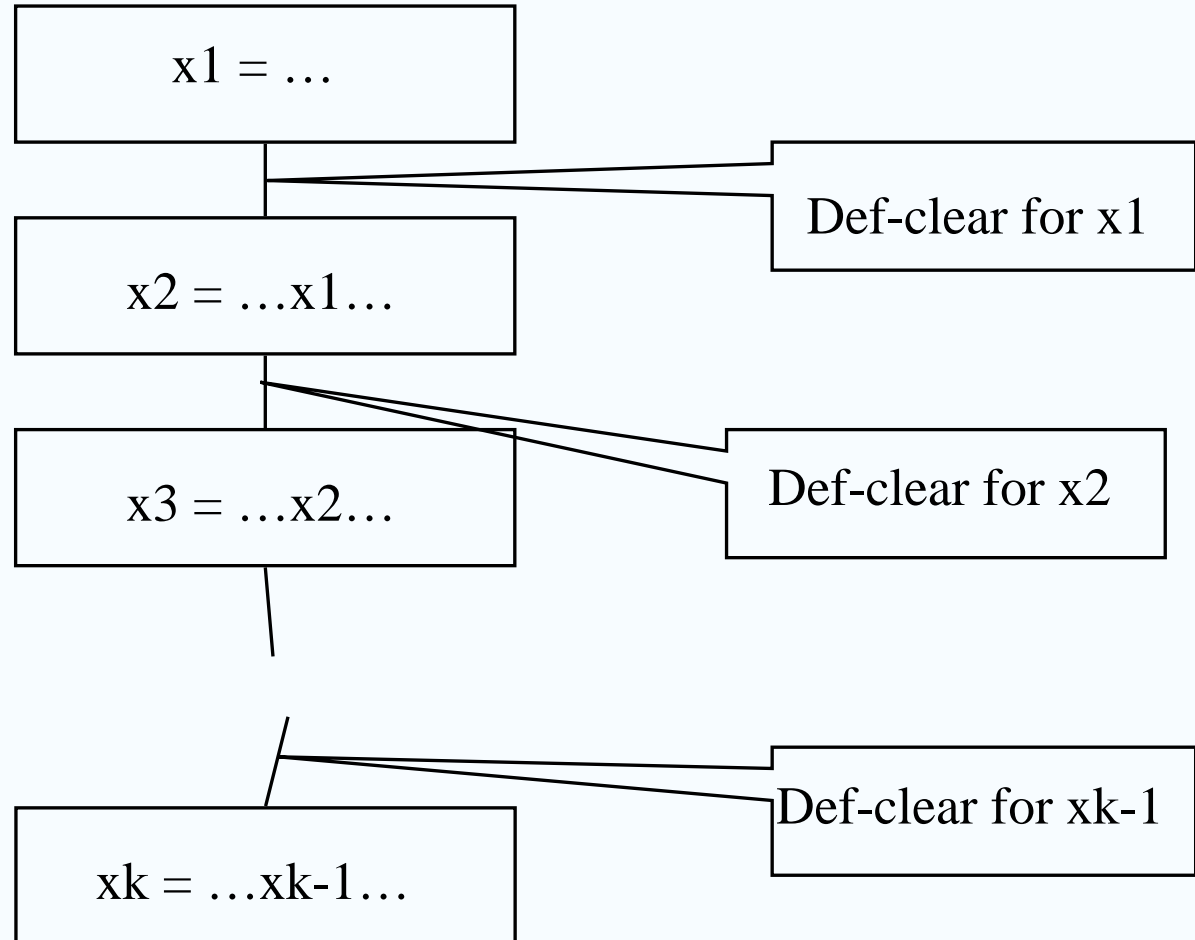 x1 = …
Def-clear for x1
x2 = …x1…
Def-clear for x2
x3 = …x2…
Def-clear for xk-1
xk = …xk-1…